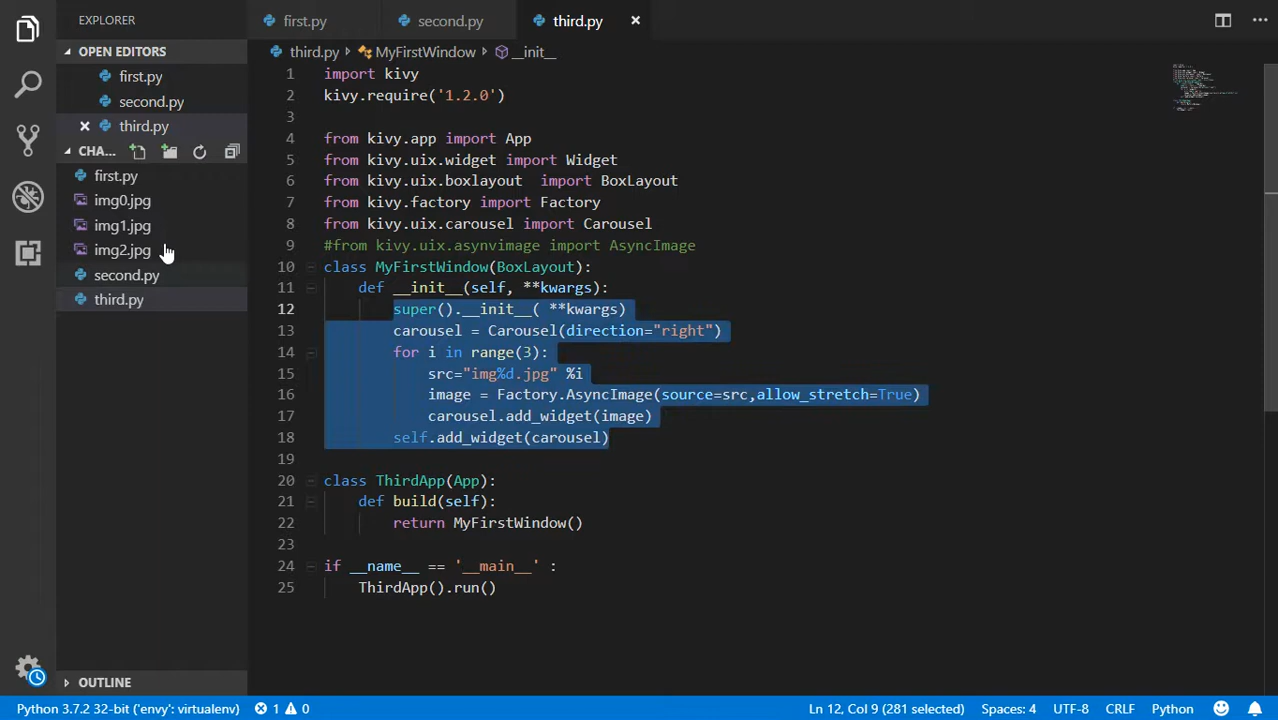 EXPLORER
OPEN EDITORS
first.py
second.py
third.py
CHA...
first.py
img0.jpg
img1.jpg
img2.jpg
second.py
third.py
OUTLINE
first.py second.py third.py
third.py MyFirstWindow __init__
1 import kivy
2 kivy.require('1.2.0')
3
4 from kivy.app import App
5 from kivy.uix.widget import Widget
6 from kivy.uix.boxlayout  import BoxLayout
7 from kivy.factory import Factory
8 from kivy.uix.carousel import Carousel
9 #from kivy.uix.asynvimage import AsyncImage
10 class MyFirstWindow(BoxLayout):
11     def __init__(self, **kwargs):
12         super().__init__( **kwargs)
13         carousel = Carousel(direction="right")
14         for i in range(3):
15             src="img%d.jpg" %i
16             image = Factory.AsyncImage(source=src,allow_stretch=True)
17             carousel.add_widget(image)
18         self.add_widget(carousel)
19
20 class ThirdApp(App):
21     def build(self):
22         return MyFirstWindow()
23
24 if __name__ == '__main__' :
25     ThirdApp().run()
Python 3.7.2 32-bit ('envy': virtualenv) 1 0 Ln 12, Col 9 (281 selected) Spaces: 4 UTF-8 CRLF Python